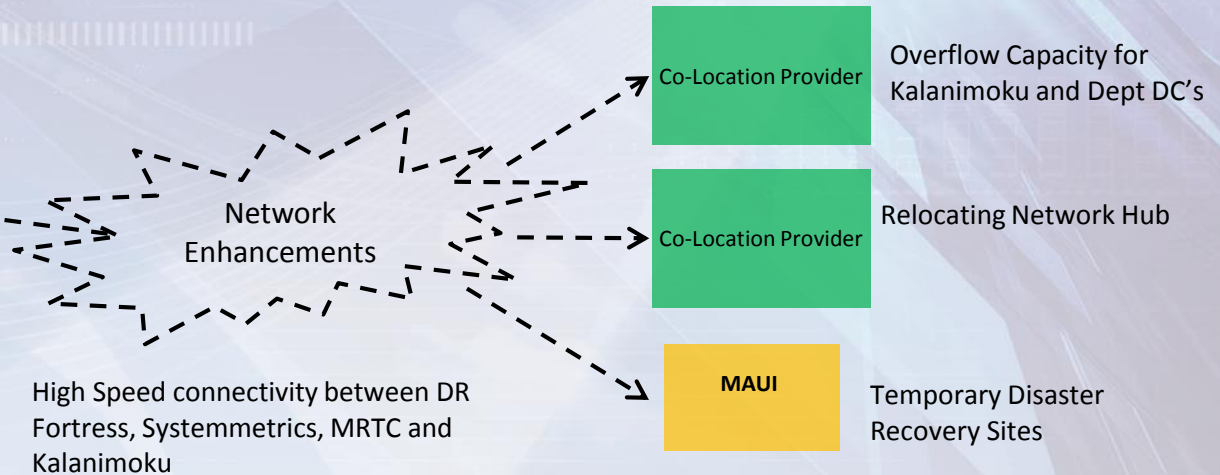 Co-Location Provider
Overflow Capacity for
Kalanimoku and Dept DC’s
Network
Enhancements
Co-Location Provider
Relocating Network Hub
High Speed connectivity between DR
Fortress, Systemmetrics, MRTC and
Kalanimoku
MAUI
Temporary Disaster
Recovery Sites